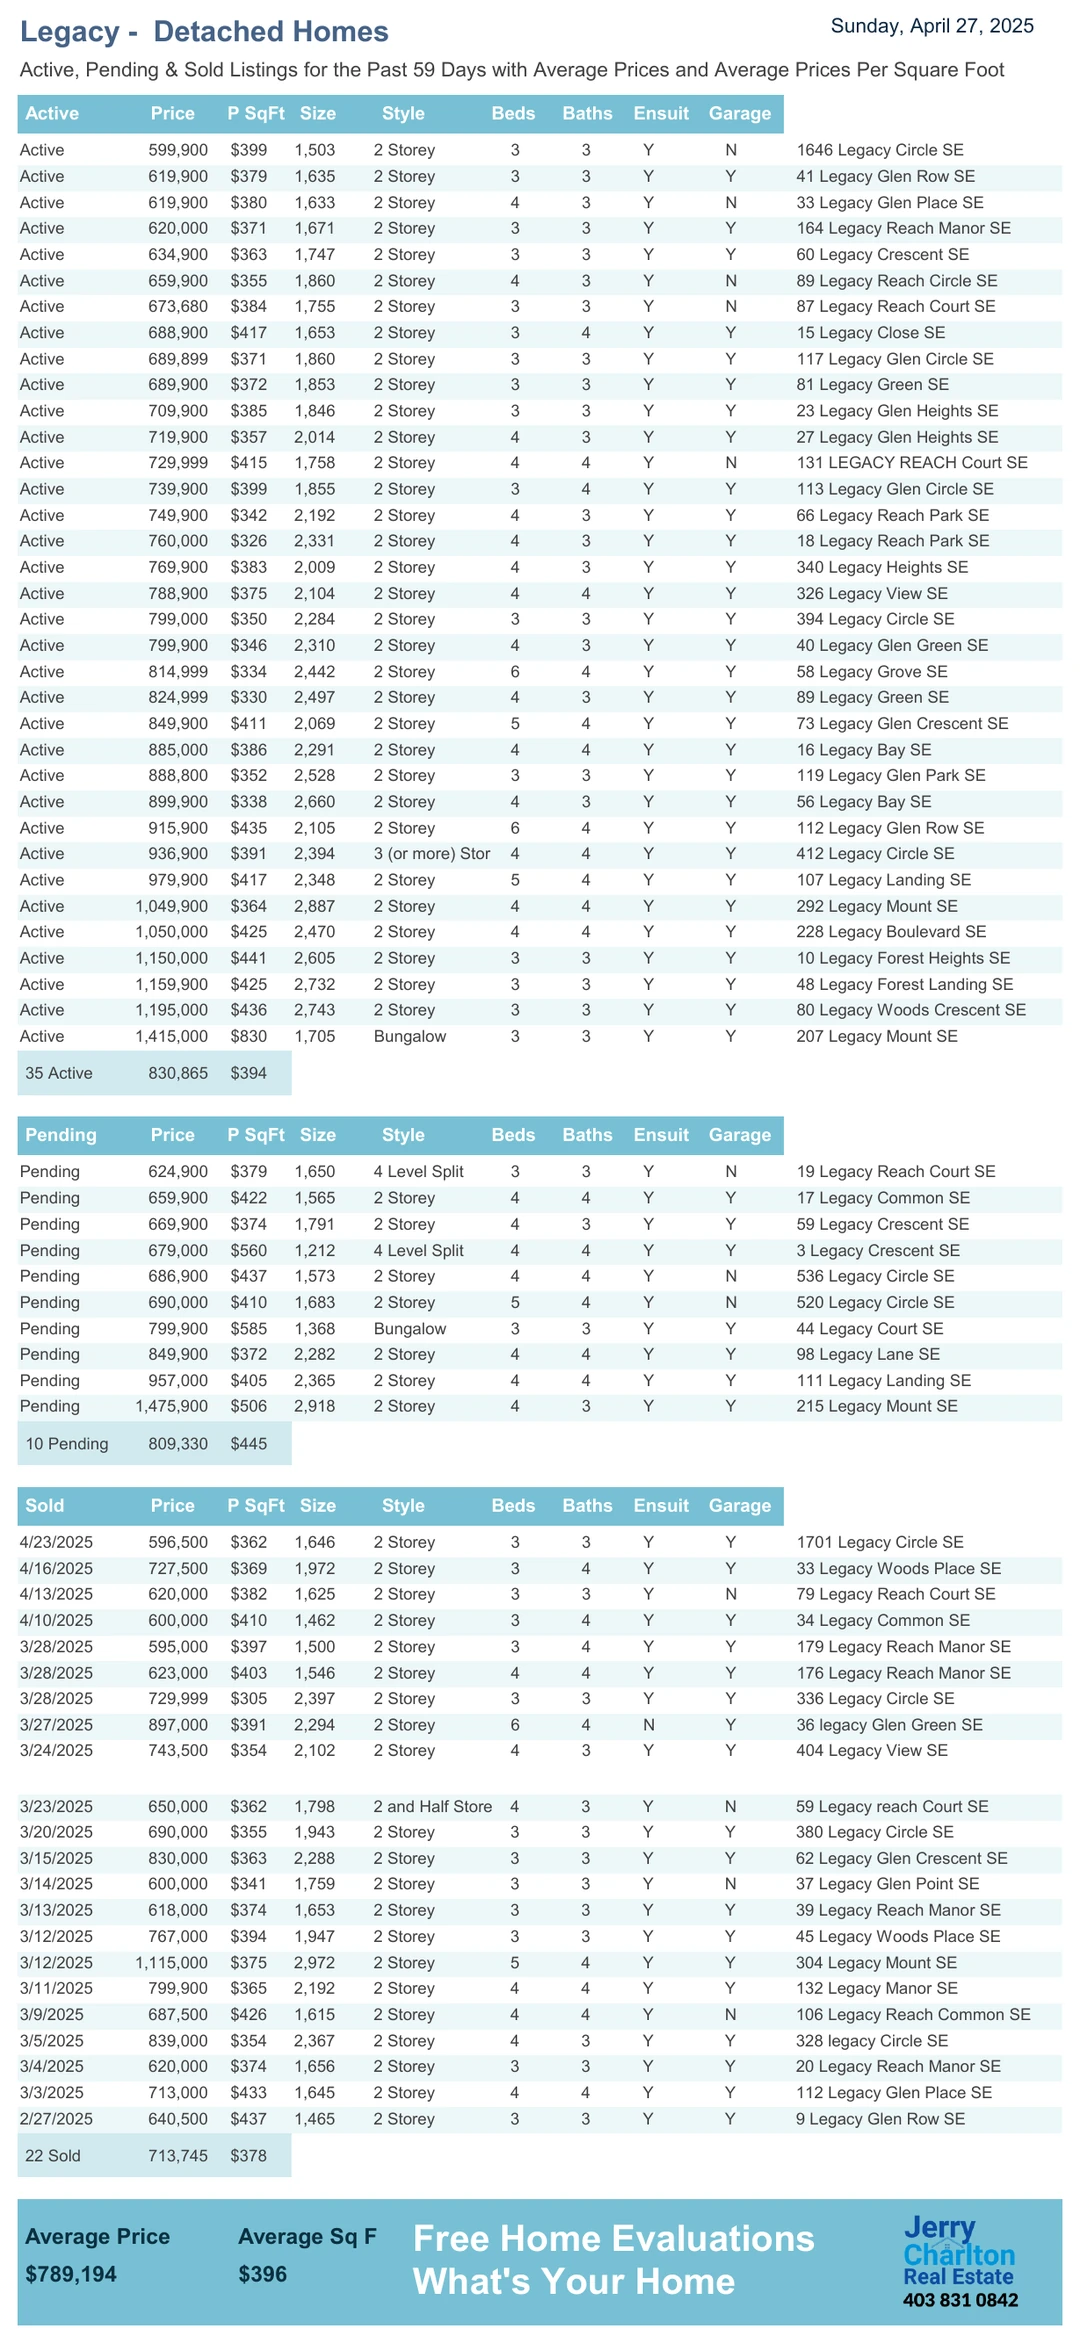 Legacy -  Detached Homes
Sunday, April 27, 2025
Active, Pending & Sold Listings for the Past 59 Days with Average Prices and Average Prices Per Square Foot
Active Price P SqFt Size Style Beds Baths Ensuit Garage
Active 599,900 $399 1,503 2 Storey 3 3 Y N 1646 Legacy Circle SE
Active 619,900 $379 1,635 2 Storey 3 3 Y Y 41 Legacy Glen Row SE
Active 619,900 $380 1,633 2 Storey 4 3 Y N 33 Legacy Glen Place SE
Active 620,000 $371 1,671 2 Storey 3 3 Y Y 164 Legacy Reach Manor SE
Active 634,900 $363 1,747 2 Storey 3 3 Y Y 60 Legacy Crescent SE
Active 659,900 $355 1,860 2 Storey 4 3 Y N 89 Legacy Reach Circle SE
Active 673,680 $384 1,755 2 Storey 3 3 Y N 87 Legacy Reach Court SE
Active 688,900 $417 1,653 2 Storey 3 4 Y Y 15 Legacy Close SE
Active 689,899 $371 1,860 2 Storey 3 3 Y Y 117 Legacy Glen Circle SE
Active 689,900 $372 1,853 2 Storey 3 3 Y Y 81 Legacy Green SE
Active 709,900 $385 1,846 2 Storey 3 3 Y Y 23 Legacy Glen Heights SE
Active 719,900 $357 2,014 2 Storey 4 3 Y Y 27 Legacy Glen Heights SE
Active 729,999 $415 1,758 2 Storey 4 4 Y N 131 LEGACY REACH Court SE
Active 739,900 $399 1,855 2 Storey 3 4 Y Y 113 Legacy Glen Circle SE
Active 749,900 $342 2,192 2 Storey 4 3 Y Y 66 Legacy Reach Park SE
Active 760,000 $326 2,331 2 Storey 4 3 Y Y 18 Legacy Reach Park SE
Active 769,900 $383 2,009 2 Storey 4 3 Y Y 340 Legacy Heights SE
Active 788,900 $375 2,104 2 Storey 4 4 Y Y 326 Legacy View SE
Active 799,000 $350 2,284 2 Storey 3 3 Y Y 394 Legacy Circle SE
Active 799,900 $346 2,310 2 Storey 4 3 Y Y 40 Legacy Glen Green SE
Active 814,999 $334 2,442 2 Storey 6 4 Y Y 58 Legacy Grove SE
Active 824,999 $330 2,497 2 Storey 4 3 Y Y 89 Legacy Green SE
Active 849,900 $411 2,069 2 Storey 5 4 Y Y 73 Legacy Glen Crescent SE
Active 885,000 $386 2,291 2 Storey 4 4 Y Y 16 Legacy Bay SE
Active 888,800 $352 2,528 2 Storey 3 3 Y Y 119 Legacy Glen Park SE
Active 899,900 $338 2,660 2 Storey 4 3 Y Y 56 Legacy Bay SE
Active 915,900 $435 2,105 2 Storey 6 4 Y Y 112 Legacy Glen Row SE
Active 936,900 $391 2,394 3 (or more) Stor 4 4 Y Y 412 Legacy Circle SE
Active 979,900 $417 2,348 2 Storey 5 4 Y Y 107 Legacy Landing SE
Active 1,049,900 $364 2,887 2 Storey 4 4 Y Y 292 Legacy Mount SE
Active 1,050,000 $425 2,470 2 Storey 4 4 Y Y 228 Legacy Boulevard SE
Active 1,150,000 $441 2,605 2 Storey 3 3 Y Y 10 Legacy Forest Heights SE
Active 1,159,900 $425 2,732 2 Storey 3 3 Y Y 48 Legacy Forest Landing SE
Active 1,195,000 $436 2,743 2 Storey 3 3 Y Y 80 Legacy Woods Crescent SE
Active 1,415,000 $830 1,705 Bungalow 3 3 Y Y 207 Legacy Mount SE
35 Active 830,865 $394
Pending Price P SqFt Size Style Beds Baths Ensuit Garage
Pending 624,900 $379 1,650 4 Level Split 3 3 Y N 19 Legacy Reach Court SE
Pending 659,900 $422 1,565 2 Storey 4 4 Y Y 17 Legacy Common SE
Pending 669,900 $374 1,791 2 Storey 4 3 Y Y 59 Legacy Crescent SE
Pending 679,000 $560 1,212 4 Level Split 4 4 Y Y 3 Legacy Crescent SE
Pending 686,900 $437 1,573 2 Storey 4 4 Y N 536 Legacy Circle SE
Pending 690,000 $410 1,683 2 Storey 5 4 Y N 520 Legacy Circle SE
Pending 799,900 $585 1,368 Bungalow 3 3 Y Y 44 Legacy Court SE
Pending 849,900 $372 2,282 2 Storey 4 4 Y Y 98 Legacy Lane SE
Pending 957,000 $405 2,365 2 Storey 4 4 Y Y 111 Legacy Landing SE
Pending 1,475,900 $506 2,918 2 Storey 4 3 Y Y 215 Legacy Mount SE
10 Pending 809,330 $445
Sold Price P SqFt Size Style Beds Baths Ensuit Garage
4/23/2025 596,500 $362 1,646 2 Storey 3 3 Y Y 1701 Legacy Circle SE
4/16/2025 727,500 $369 1,972 2 Storey 3 4 Y Y 33 Legacy Woods Place SE
4/13/2025 620,000 $382 1,625 2 Storey 3 3 Y N 79 Legacy Reach Court SE
4/10/2025 600,000 $410 1,462 2 Storey 3 4 Y Y 34 Legacy Common SE
3/28/2025 595,000 $397 1,500 2 Storey 3 4 Y Y 179 Legacy Reach Manor SE
3/28/2025 623,000 $403 1,546 2 Storey 4 4 Y Y 176 Legacy Reach Manor SE
3/28/2025 729,999 $305 2,397 2 Storey 3 3 Y Y 336 Legacy Circle SE
3/27/2025 897,000 $391 2,294 2 Storey 6 4 N Y 36 legacy Glen Green SE
3/24/2025 743,500 $354 2,102 2 Storey 4 3 Y Y 404 Legacy View SE
3/23/2025 650,000 $362 1,798 2 and Half Store 4 3 Y N 59 Legacy reach Court SE
3/20/2025 690,000 $355 1,943 2 Storey 3 3 Y Y 380 Legacy Circle SE
3/15/2025 830,000 $363 2,288 2 Storey 3 3 Y Y 62 Legacy Glen Crescent SE
3/14/2025 600,000 $341 1,759 2 Storey 3 3 Y N 37 Legacy Glen Point SE
3/13/2025 618,000 $374 1,653 2 Storey 3 3 Y Y 39 Legacy Reach Manor SE
3/12/2025 767,000 $394 1,947 2 Storey 3 3 Y Y 45 Legacy Woods Place SE
3/12/2025 1,115,000 $375 2,972 2 Storey 5 4 Y Y 304 Legacy Mount SE
3/11/2025 799,900 $365 2,192 2 Storey 4 4 Y Y 132 Legacy Manor SE
3/9/2025 687,500 $426 1,615 2 Storey 4 4 Y N 106 Legacy Reach Common SE
3/5/2025 839,000 $354 2,367 2 Storey 4 3 Y Y 328 legacy Circle SE
3/4/2025 620,000 $374 1,656 2 Storey 3 3 Y Y 20 Legacy Reach Manor SE
3/3/2025 713,000 $433 1,645 2 Storey 4 4 Y Y 112 Legacy Glen Place SE
2/27/2025 640,500 $437 1,465 2 Storey 3 3 Y Y 9 Legacy Glen Row SE
22 Sold 713,745 $378
Average Price Average Sq F
$789,194 $396
Free Home Evaluations
What's Your Home
Jerry
Charlton
Real Estate
403 831 0842